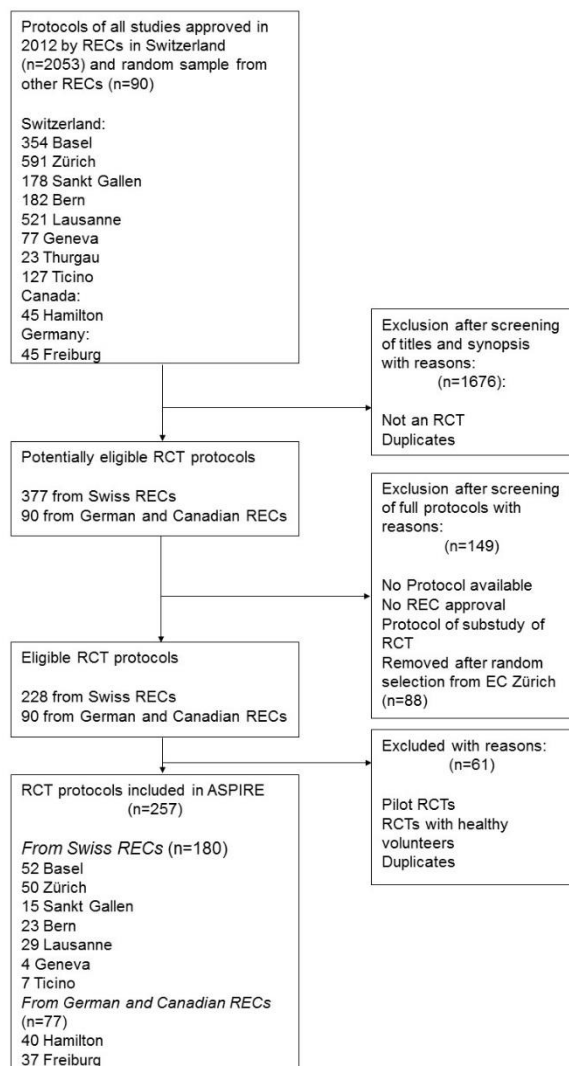 Protocols of all studies approved in
2012 by RECs in Switzerland
(n=2053) and random sample from
other RECs (n=90)
Switzerland:
354 Basel
591 Zürich
178 Sankt Gallen
182 Bern
521 Lausanne
77 Geneva
23 Thurgau
127 Ticino
Canada:
45 Hamilton
Germany:
45 Freiburg
Exclusion after screening
of titles and synopsis
with reasons:
(n=1676):
Not an RCT
Duplicates
Potentially eligible RCT protocols
377 from Swiss RECs
90 from German and Canadian RECs
Exclusion after screening
of full protocols with
reasons:
(n=149)
No Protocol available
No REC approval
Protocol of substudy of
RCT
Removed after random
selection from EC Zürich
(n=88)
Eligible RCT protocols
228 from Swiss RECs
90 from German and Canadian RECs
Excluded with reasons:
(n=61)
Pilot RCTs
RCTs with healthy
volunteers
Duplicates
RCT protocols included in ASPIRE
(n=257)
From Swiss RECs (n=180)
52 Basel
50 Zürich
15 Sankt Gallen
23 Bern
29 Lausanne
4 Geneva
7 Ticino
From German and Canadian RECs
(n=77)
40 Hamilton
37 Freiburg